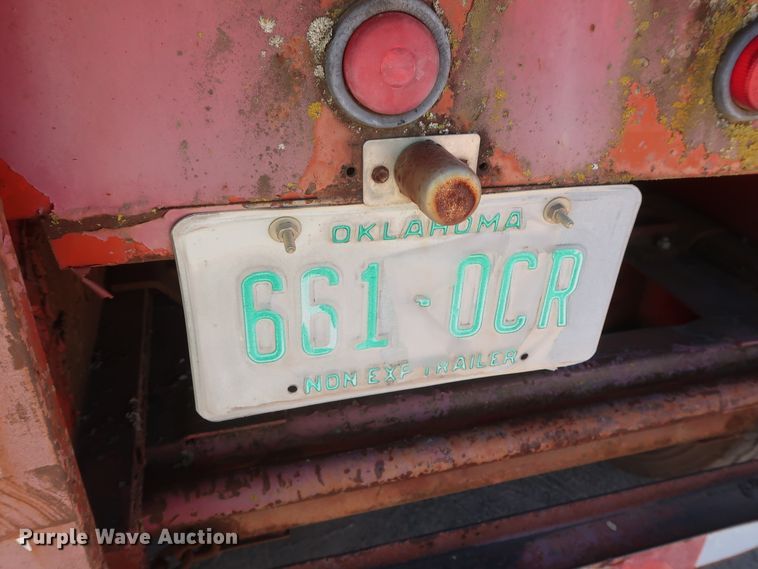 OKLAHOMA
661·OCR
NON EXP TRAILER
Purple Wave Auction